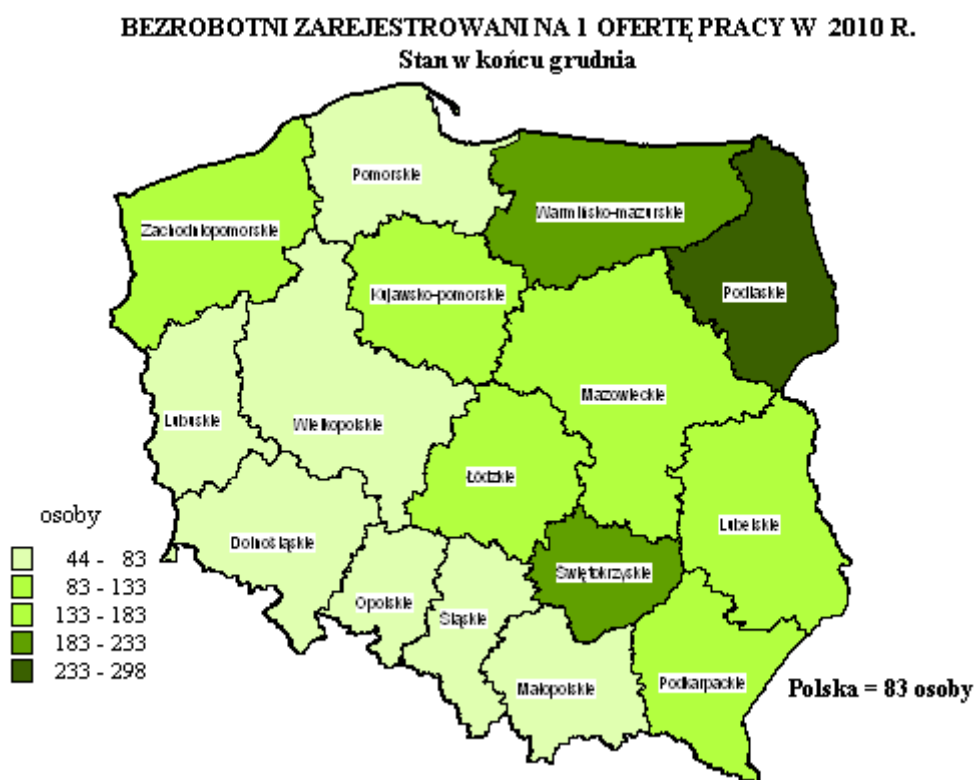 BEZROBOTNI ZAREJESTROWANI NA 1 OFERTĘ PRACY W 2010 R.
Stan w końcu grudnia
Pomorskie
Warmińsko-mazurskie
Zachodniopomorskie
Podlaskie
Kujawsko-pomorskie
Mazowieckie
Lubuskie
Wielkopolskie
Łódzkie
osoby
Lubelskie
Dolnośląskie
44 - 83
Świętokrzyskie
83 - 133
Opolskie
133 - 183
Śląskie
183 - 233
233 - 298
Podkarpackie
Małopolskie
Polska = 83 osoby